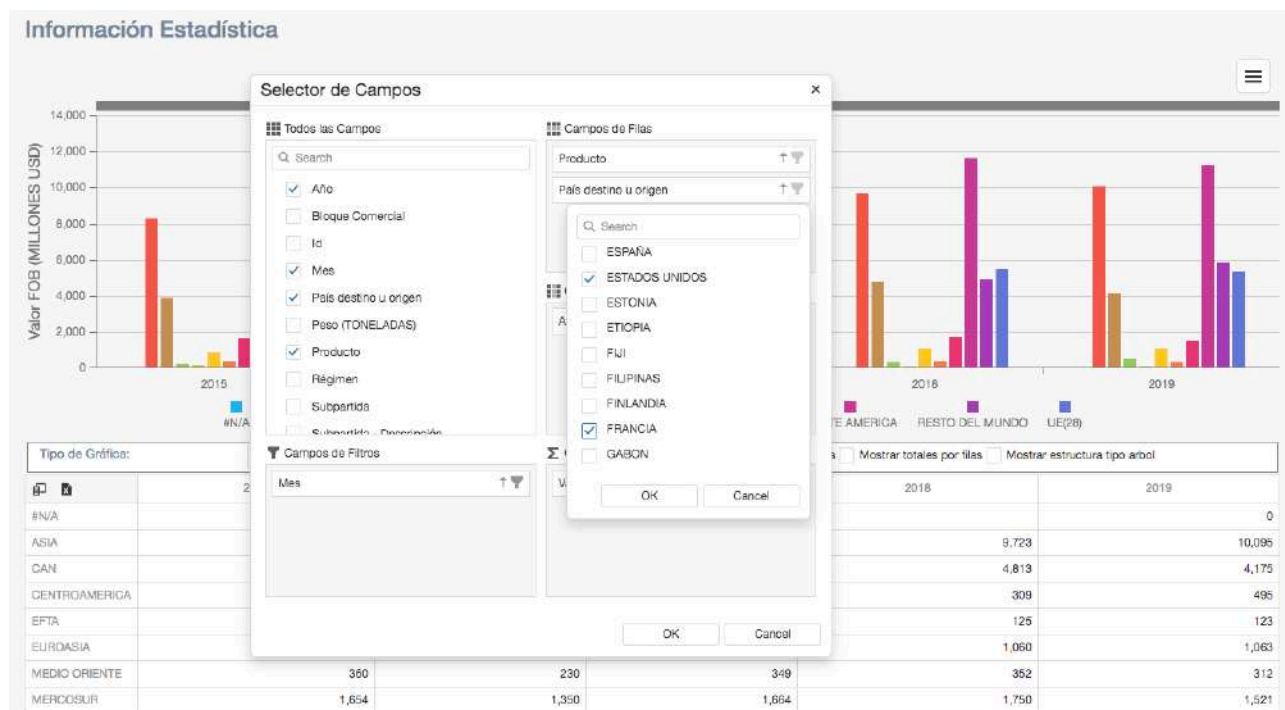 Información Estadística
Selector de Campos ×
Todos las Campos
Search
Año
Bloque Comercial
Id
Mes
País destino u origen
Peso (TONELADAS)
Producto
Régimen
Subpartida
Subpartida - Descripción
Campos de Filas
Producto
País destino u origen
Search
ESPAÑA
ESTADOS UNIDOS
ESTONIA
ETIOPIA
FIJI
FILIPINAS
FINLANDIA
FRANCIA
GABON
OK Cancel
Campos de Filtros
Mes
OK Cancel
Valor FOB (MILLONES USD)
14,000
12,000
10,000
8,000
6,000
4,000
2,000
0
2015 2018 2019
#N/A RESTO DEL MUNDO UE(28)
Tipo de Gráfica: Mostrar totales por filas Mostrar estructura tipo arbol
2018 2019
#N/A 0
ASIA 9,723 10,095
CAN 4,813 4,175
CENTROAMERICA 309 495
EFTA 125 123
EUROASIA 1,060 1,063
MEDIO ORIENTE 360 230 349 352 312
MERCOSUR 1,654 1,350 1,664 1,750 1,521